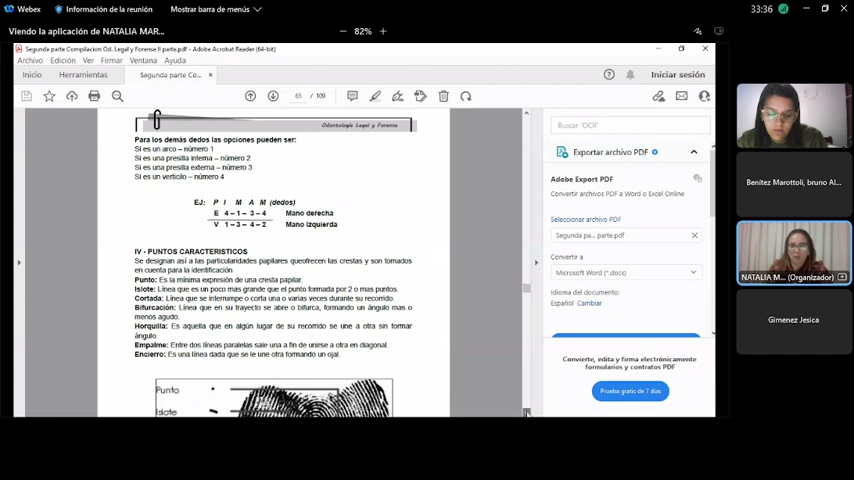 Webex
Información de la reunión
Mostrar barra de menús
33:36
Viendo la aplicación de NATALIA MAR...
82%
Segunda parte Compilacion Od. Legal y Forense II parte.pdf - Adobe Acrobat Reader (64-bit)
Archivo Edición Ver Firmar Ventana Ayuda
Inicio Herramientas Segunda parte Co... ×
Iniciar sesión
65 / 109
Odontología Legal y Forense
Para los demás dedos las opciones pueden ser:
Si es un arco – número 1
Si es una presilla interna – número 2
Si es una presilla externa – número 3
Si es un verticilo – número 4
EJ: P I M A M (dedos)
E 4 – 1 – 3 – 4 Mano derecha
V 1 – 3 – 4 – 2 Mano Izquierda
IV - PUNTOS CARACTERISTICOS
Se designan así a las particularidades papilares queofrecen las crestas y son tomados
en cuenta para la identificación
Punto: Es la mínima expresión de una cresta papilar.
Islote: Línea que es un poco mas grande que el punto formada por 2 o mas puntos.
Cortada: Línea que se interrumpe o corta una o varias veces durante su recorrido.
Bifurcación: Línea que en su trayecto se abre o bifurca, formando un ángulo mas o
menos agudo.
Horquilla: Es aquella que en algún lugar de su recorrido se une a otra sin formar
ángulo.
Empalme: Entre dos líneas paralelas sale una a fin de unirse a otra en diagonal.
Encierro: Es una línea dada que se le une otra formando un ojal.
Punto
Islote
Buscar 'OCR'
Exportar archivo PDF
Adobe Export PDF
Convertir archivos PDF a Word o Excel Online
Seleccionar archivo PDF
Segunda pa... parte.pdf
Convertir a
Microsoft Word (*.docx)
Idioma del documento:
Español Cambiar
Convierte, edita y firma electrónicamente
formularios y contratos PDF
Prueba gratis de 7 días
Benítez Marottoli, bruno Al...
NATALIA M... (Organizador)
Gimenez Jesica